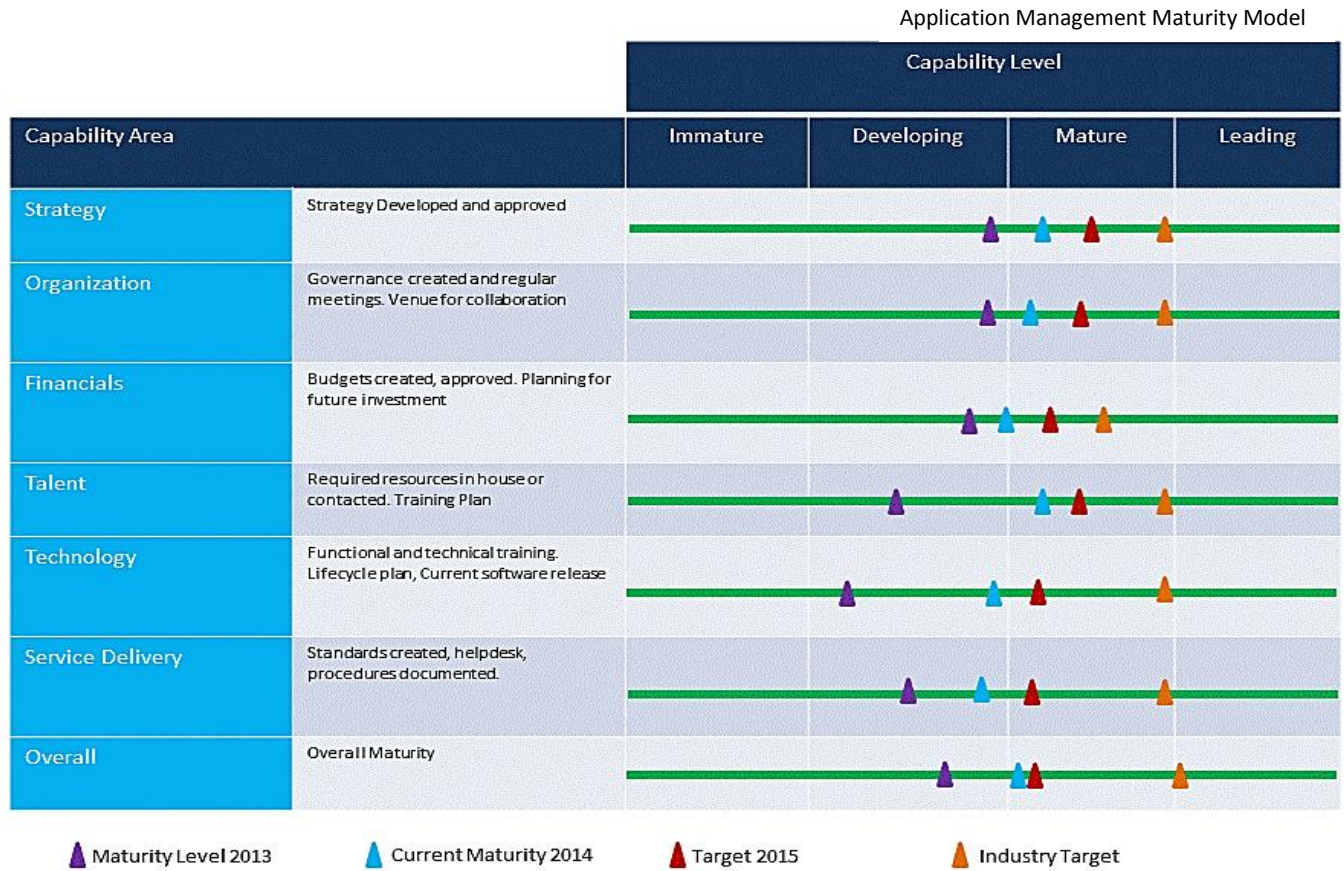 Application Management Maturity Model
Capability Level
Capability Area
Immature
Developing
Mature
Leading
Strategy
Strategy Developed and approved
Organization
Governance created and regular
meetings. Venue for collaboration
Financials
Budgets created, approved. Planning for
future investment
Talent
Required resources in house or
contacted. Training Plan
Technology
Functional and technical training.
Lifecycle plan, Current software release
Service Delivery
Standards created, helpdesk,
procedures documented.
Overall
Overall Maturity
Maturity Level 2013
Current Maturity 2014
Target 2015
Industry Target